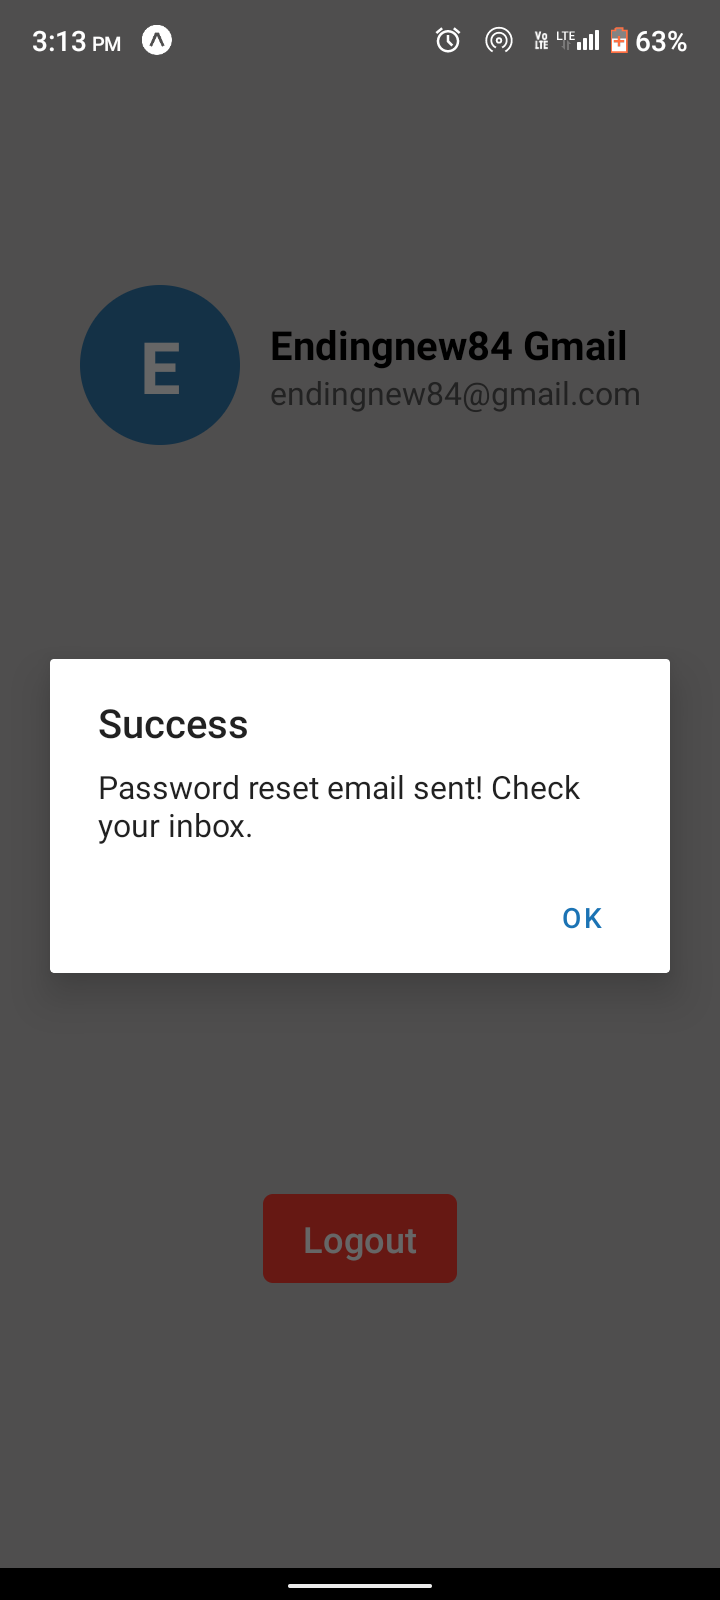 3:13 PM
Vo LTE LTE 63%
E
Endingnew84 Gmail
endingnew84@gmail.com
Success
Password reset email sent! Check
your inbox.
OK
Logout